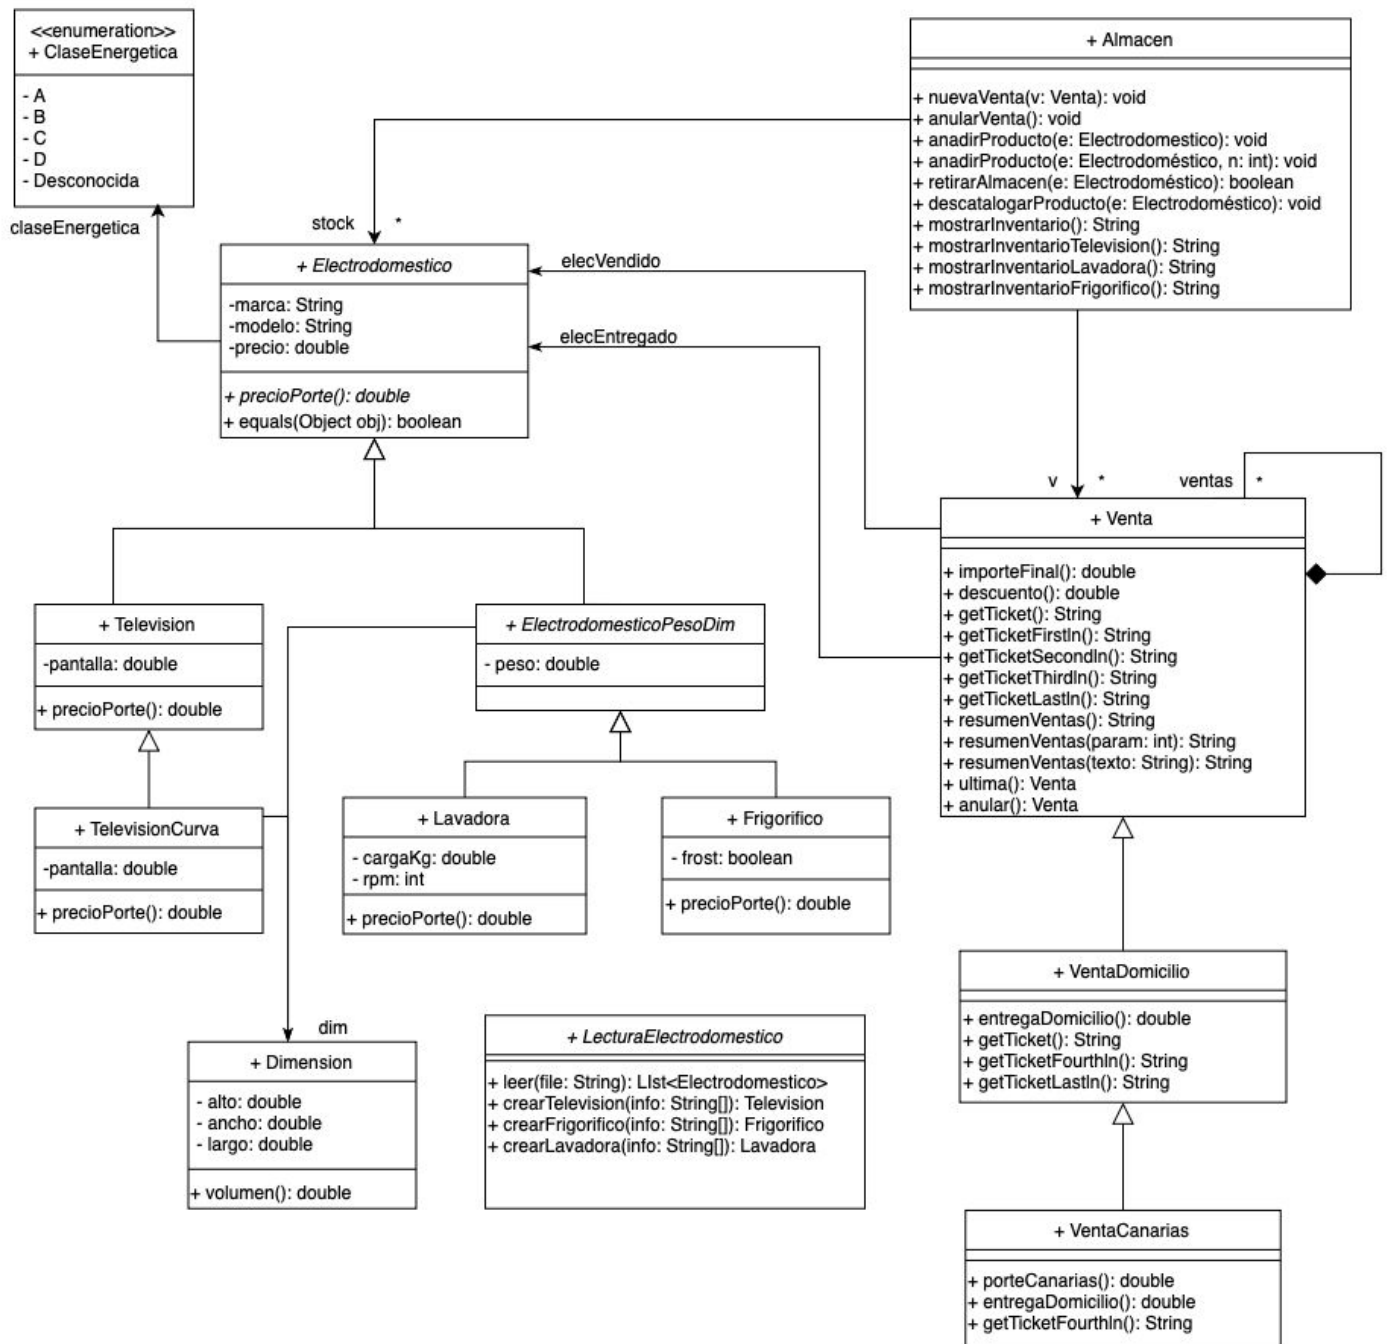 <<enumeration>>
+ ClaseEnergetica
- A
- B
- C
- D
- Desconocida
claseEnergetica
+ Almacen
+ nuevaVenta(v: Venta): void
+ anularVenta(): void
+ anadirProducto(e: Electrodomestico): void
+ anadirProducto(e: Electrodoméstico, n: int): void
+ retirarAlmacen(e: Electrodoméstico): boolean
+ descatalogarProducto(e: Electrodoméstico): void
+ mostrarInventario(): String
+ mostrarInventarioTelevision(): String
+ mostrarInventarioLavadora(): String
+ mostrarInventarioFrigorifico(): String
stock *
+ Electrodomestico
-marca: String
-modelo: String
-precio: double
+ precioPorte(): double
+ equals(Object obj): boolean
elecVendido
elecEntregado
v *
ventas *
+ Venta
+ importeFinal(): double
+ descuento(): double
+ getTicket(): String
+ getTicketFirstIn(): String
+ getTicketSecondIn(): String
+ getTicketThirdIn(): String
+ getTicketLastIn(): String
+ resumenVentas(): String
+ resumenVentas(param: int): String
+ resumenVentas(texto: String): String
+ ultima(): Venta
+ anular(): Venta
+ Television
-pantalla: double
+ precioPorte(): double
+ ElectrodomesticoPesoDim
- peso: double
+ TelevisionCurva
-pantalla: double
+ precioPorte(): double
+ Lavadora
- cargaKg: double
- rpm: int
+ precioPorte(): double
+ Frigorifico
- frost: boolean
+ precioPorte(): double
+ VentaDomicilio
+ entregaDomicilio(): double
+ getTicket(): String
+ getTicketFourthIn(): String
+ getTicketLastIn(): String
dim
+ Dimension
- alto: double
- ancho: double
- largo: double
+ volumen(): double
+ LecturaElectrodomestico
+ leer(file: String): LIst<Electrodomestico>
+ crearTelevision(info: String[]): Television
+ crearFrigorifico(info: String[]): Frigorifico
+ crearLavadora(info: String[]): Lavadora
+ VentaCanarias
+ porteCanarias(): double
+ entregaDomicilio(): double
+ getTicketFourthIn(): String